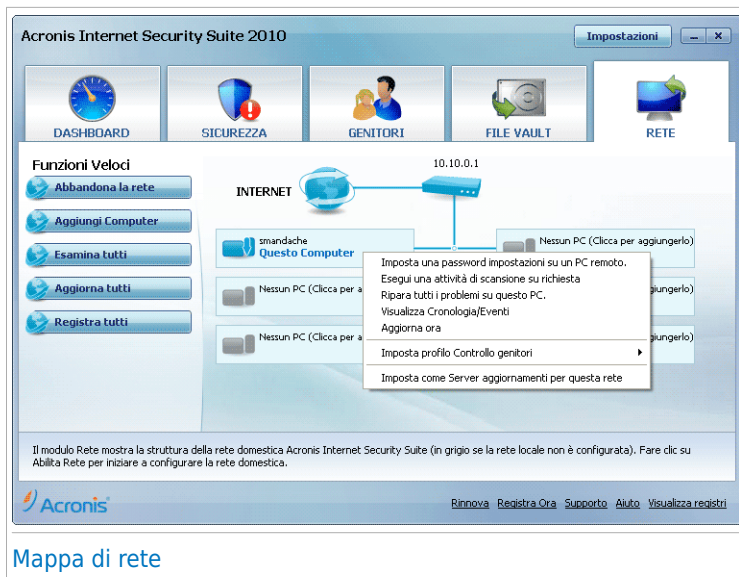 Acronis Internet Security Suite 2010
Impostazioni
DASHBOARD
SICUREZZA
GENITORI
FILE VAULT
RETE
Funzioni Veloci
Abbandona la rete
Aggiungi Computer
Esamina tutti
Aggiorna tutti
Registra tutti
10.10.0.1
INTERNET
smandache
Questo Computer
Nessun PC (Clicca per aggiungerlo)
Nessun PC (Clicca per a
giungerlo)
Nessun PC (Clicca per a
giungerlo)
Imposta una password impostazioni su un PC remoto.
Esegui una attività di scansione su richiesta
Ripara tutti i problemi su questo PC.
Visualizza Cronologia/Eventi
Aggiorna ora
Imposta profilo Controllo genitori
Imposta come Server aggiornamenti per questa rete
Il modulo Rete mostra la struttura della rete domestica Acronis Internet Security Suite (in grigio se la rete locale non è configurata). Fare clic su
Abilita Rete per iniziare a configurare la rete domestica.
Acronis
Rinnova Registra Ora Supporto Aiuto Visualizza registri
Mappa di rete